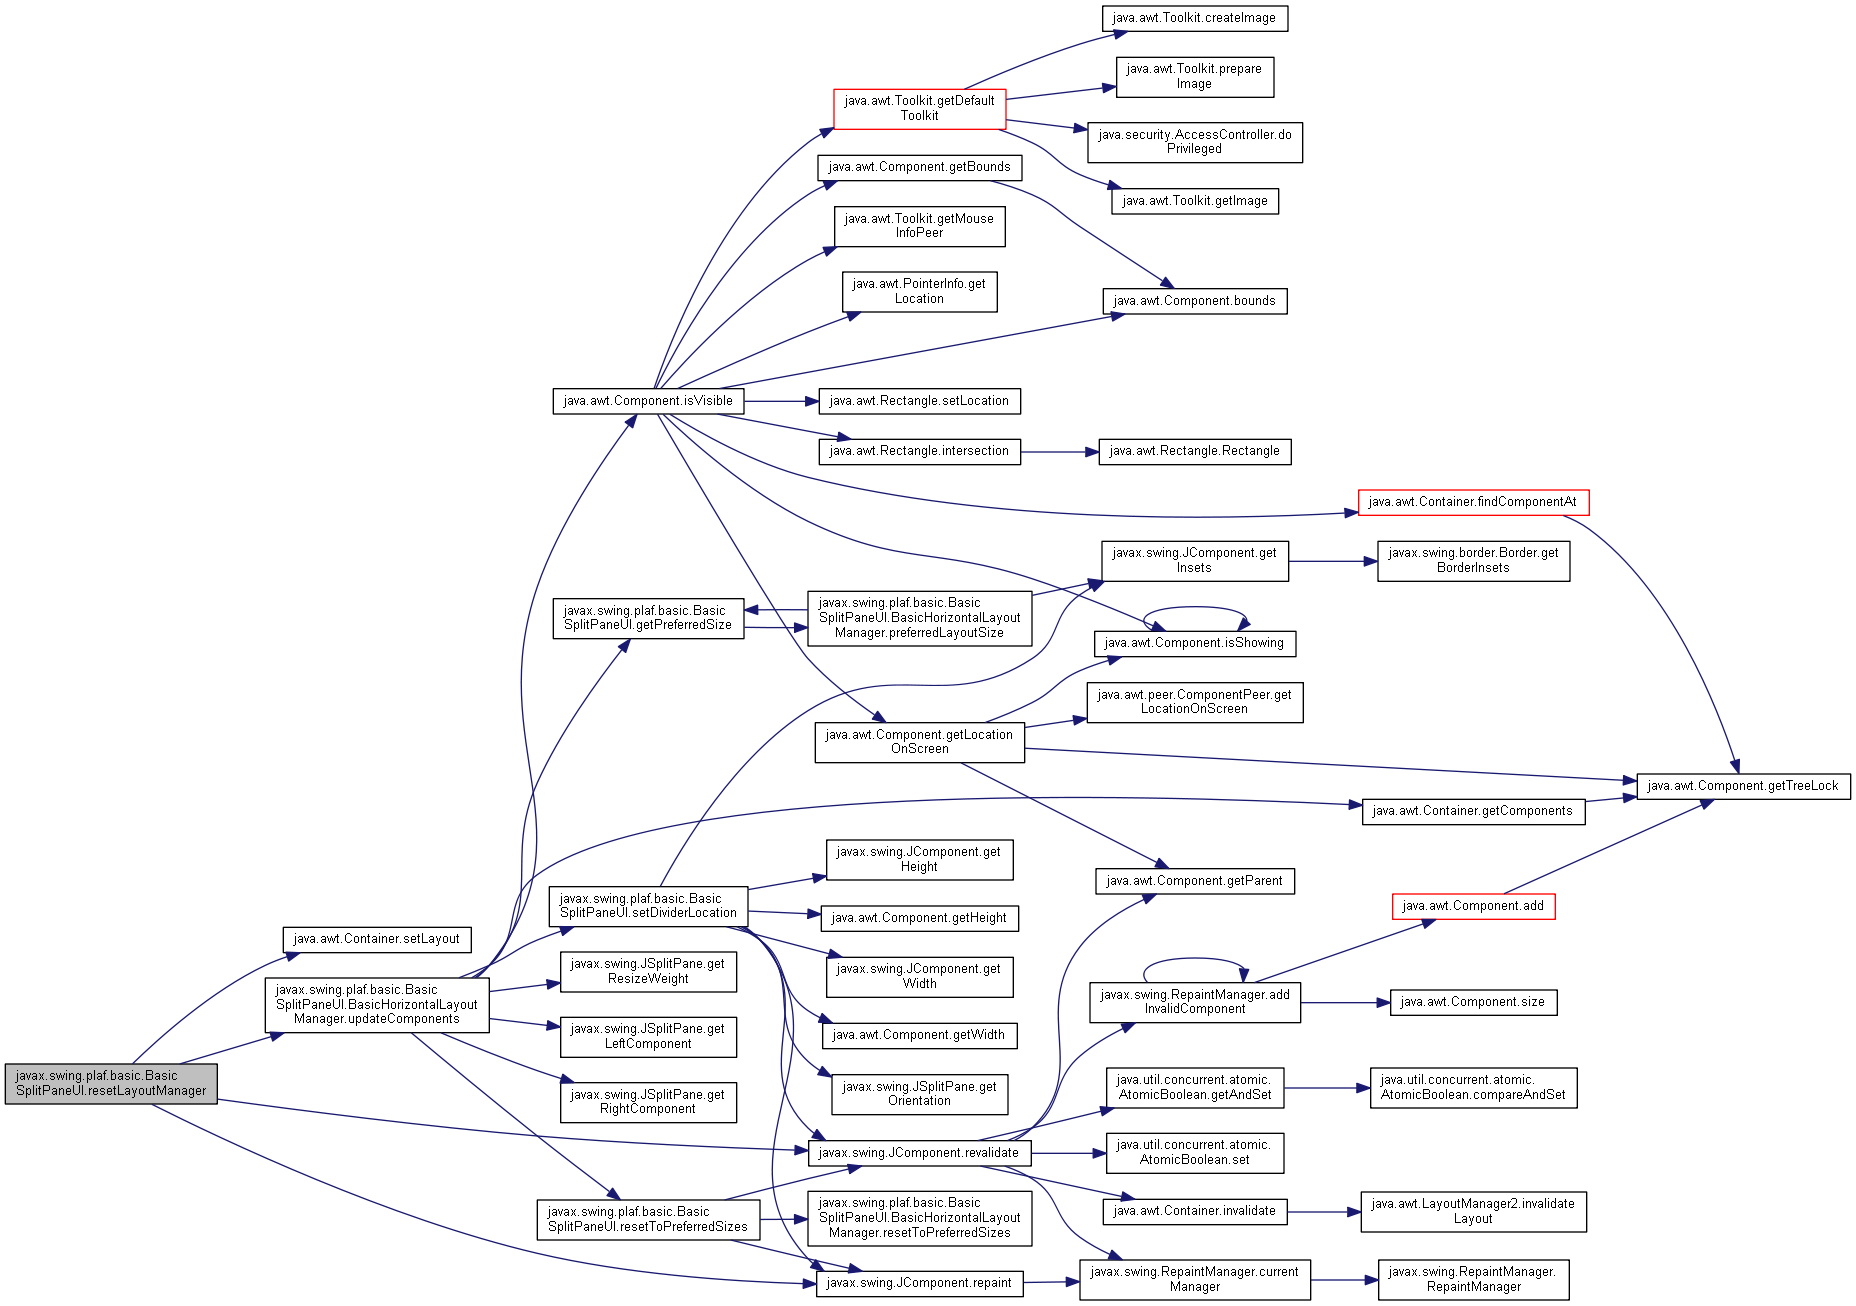 java.awt.Toolkit.createImage
java.awt.Toolkit.prepare
Image
java.awt.Toolkit.getDefault
Toolkit
java.security.AccessController.do
Privileged
java.awt.Component.getBounds
java.awt.Toolkit.getImage
java.awt.Toolkit.getMouse
InfoPeer
java.awt.PointerInfo.get
Location
java.awt.Component.bounds
java.awt.Component.isVisible
java.awt.Rectangle.setLocation
java.awt.Rectangle.intersection
java.awt.Rectangle.Rectangle
java.awt.Container.findComponentAt
javax.swing.JComponent.get
Insets
javax.swing.border.Border.get
BorderInsets
javax.swing.plaf.basic.Basic
SplitPaneUI.getPreferredSize
javax.swing.plaf.basic.Basic
SplitPaneUI.BasicHorizontalLayout
Manager.preferredLayoutSize
java.awt.Component.isShowing
java.awt.peer.ComponentPeer.get
LocationOnScreen
java.awt.Component.getLocation
OnScreen
java.awt.Component.getTreeLock
java.awt.Container.getComponents
javax.swing.JComponent.get
Height
java.awt.Component.getParent
javax.swing.plaf.basic.Basic
SplitPaneUI.setDividerLocation
java.awt.Component.getHeight
java.awt.Component.add
java.awt.Container.setLayout
javax.swing.JSplitPane.get
ResizeWeight
javax.swing.JComponent.get
Width
javax.swing.plaf.basic.Basic
SplitPaneUI.BasicHorizontalLayout
Manager.updateComponents
javax.swing.RepaintManager.add
InvalidComponent
java.awt.Component.size
javax.swing.JSplitPane.get
LeftComponent
java.awt.Component.getWidth
javax.swing.plaf.basic.Basic
SplitPaneUI.resetLayoutManager
javax.swing.JSplitPane.get
RightComponent
javax.swing.JSplitPane.get
Orientation
java.util.concurrent.atomic.
AtomicBoolean.getAndSet
java.util.concurrent.atomic.
AtomicBoolean.compareAndSet
javax.swing.JComponent.revalidate
java.util.concurrent.atomic.
AtomicBoolean.set
javax.swing.plaf.basic.Basic
SplitPaneUI.resetToPreferredSizes
javax.swing.plaf.basic.Basic
SplitPaneUI.BasicHorizontalLayout
Manager.resetToPreferredSizes
java.awt.Container.invalidate
java.awt.LayoutManager2.invalidate
Layout
javax.swing.JComponent.repaint
javax.swing.RepaintManager.current
Manager
javax.swing.RepaintManager.
RepaintManager